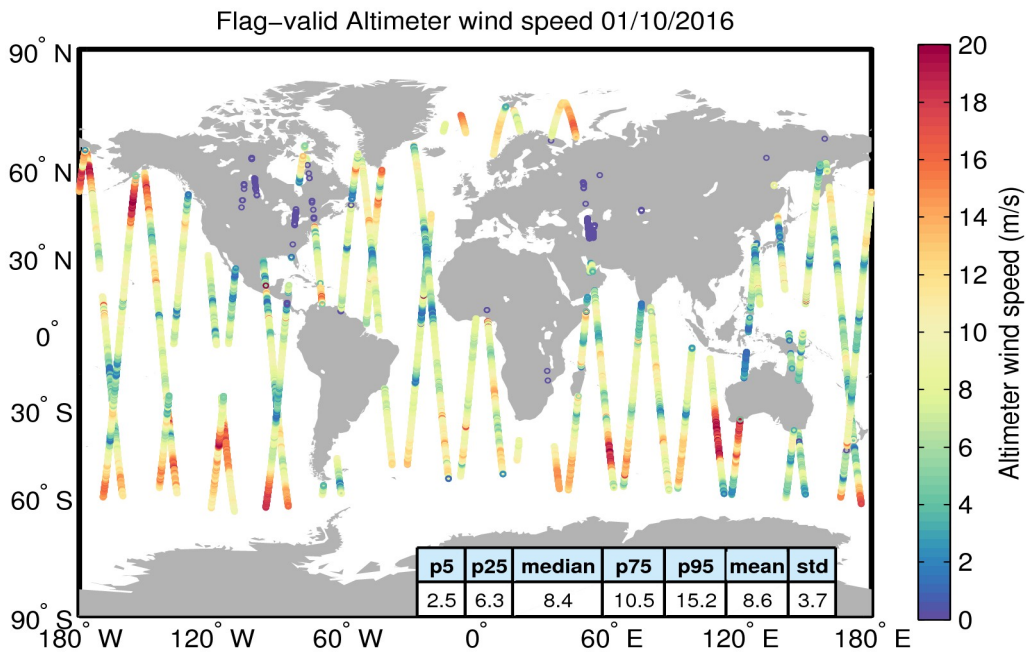 Flag−valid Altimeter wind speed 01/10/2016
90° N
60° N
30° N
0°
30° S
60° S
90° S
180° W
120° W
60° W
0°
60° E
120° E
180° E
p5 p25 median p75 p95 mean std
2.5 6.3 8.4 10.5 15.2 8.6 3.7
20
18
16
14
12
10
8
6
4
2
0
Altimeter wind speed (m/s)